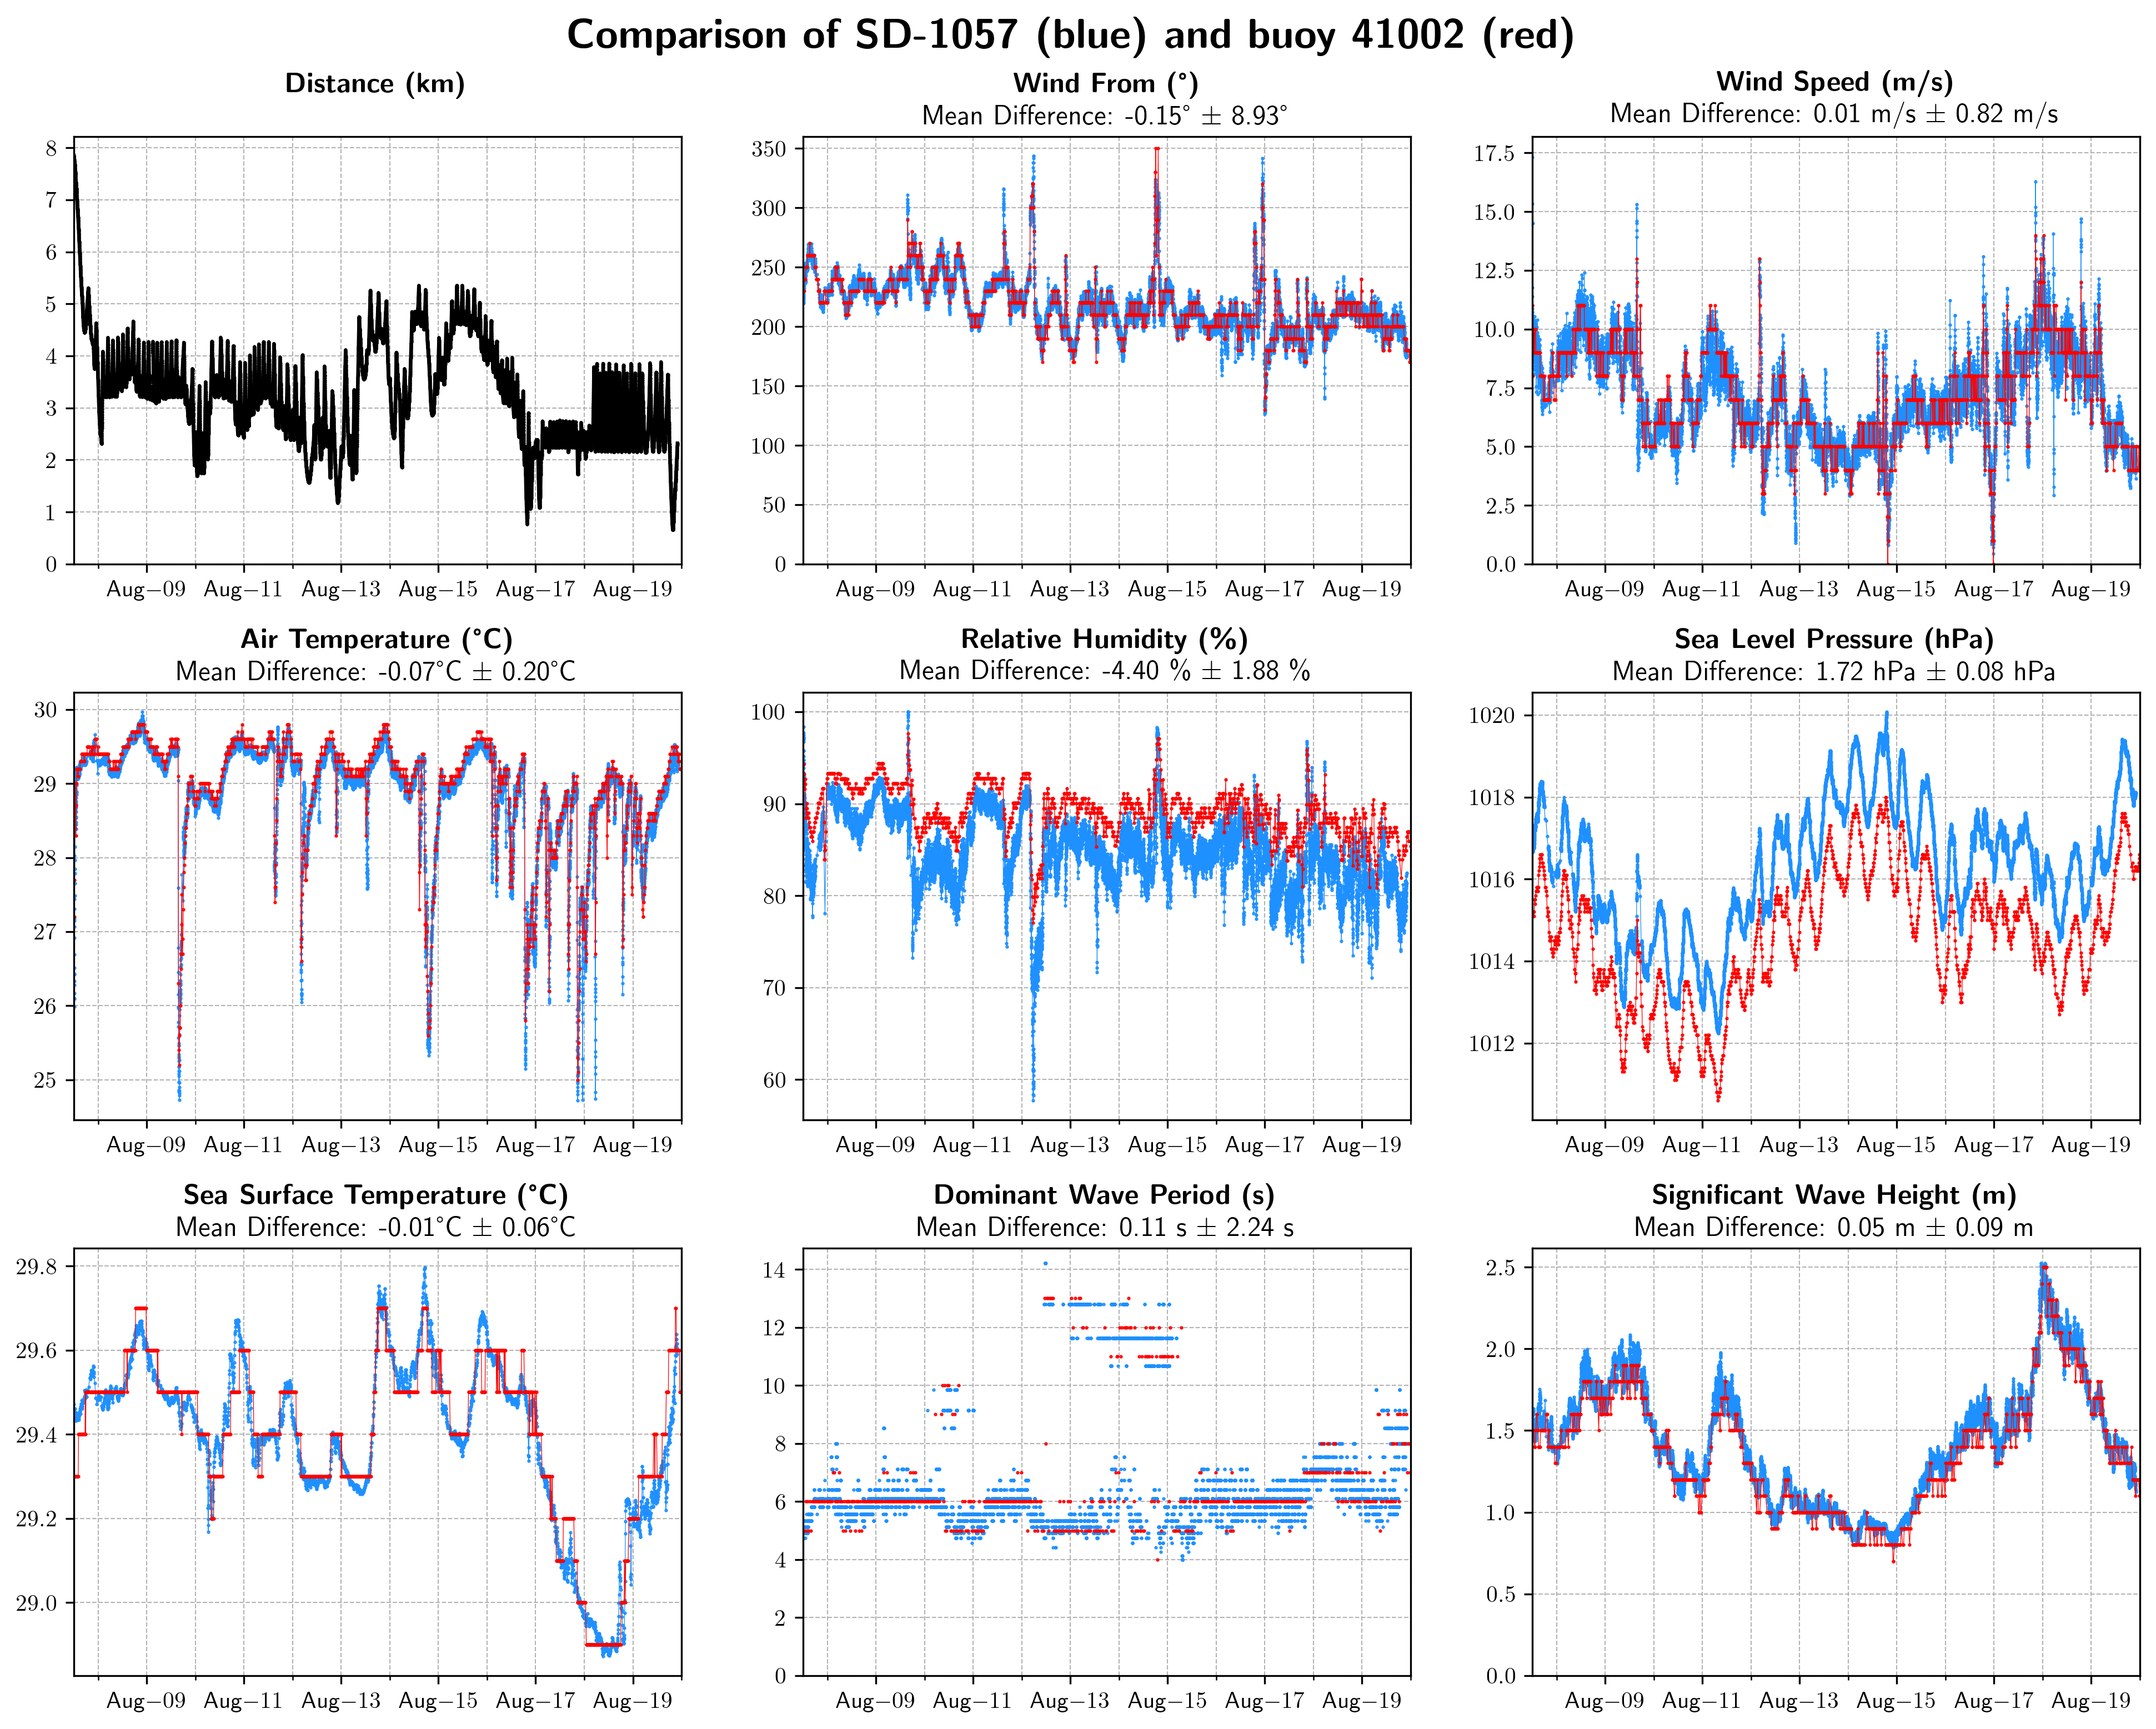 Comparison of SD-1057 (blue) and buoy 41002 (red)
Distance (km)
8
7
6
5
4
3
2
1
0
Aug−09 Aug−11 Aug−13 Aug−15 Aug−17 Aug−19
Wind From (°)
Mean Difference: -0.15° ± 8.93°
350
300
250
200
150
100
50
0
Aug−09 Aug−11 Aug−13 Aug−15 Aug−17 Aug−19
Wind Speed (m/s)
Mean Difference: 0.01 m/s ± 0.82 m/s
17.5
15.0
12.5
10.0
7.5
5.0
2.5
0.0
Aug−09 Aug−11 Aug−13 Aug−15 Aug−17 Aug−19
Air Temperature (°C)
Mean Difference: -0.07°C ± 0.20°C
30
29
28
27
26
25
Aug−09 Aug−11 Aug−13 Aug−15 Aug−17 Aug−19
Relative Humidity (%)
Mean Difference: -4.40 % ± 1.88 %
100
90
80
70
60
Aug−09 Aug−11 Aug−13 Aug−15 Aug−17 Aug−19
Sea Level Pressure (hPa)
Mean Difference: 1.72 hPa ± 0.08 hPa
1020
1018
1016
1014
1012
Aug−09 Aug−11 Aug−13 Aug−15 Aug−17 Aug−19
Sea Surface Temperature (°C)
Mean Difference: -0.01°C ± 0.06°C
29.8
29.6
29.4
29.2
29.0
Aug−09 Aug−11 Aug−13 Aug−15 Aug−17 Aug−19
Dominant Wave Period (s)
Mean Difference: 0.11 s ± 2.24 s
14
12
10
8
6
4
2
0
Aug−09 Aug−11 Aug−13 Aug−15 Aug−17 Aug−19
Significant Wave Height (m)
Mean Difference: 0.05 m ± 0.09 m
2.5
2.0
1.5
1.0
0.5
0.0
Aug−09 Aug−11 Aug−13 Aug−15 Aug−17 Aug−19